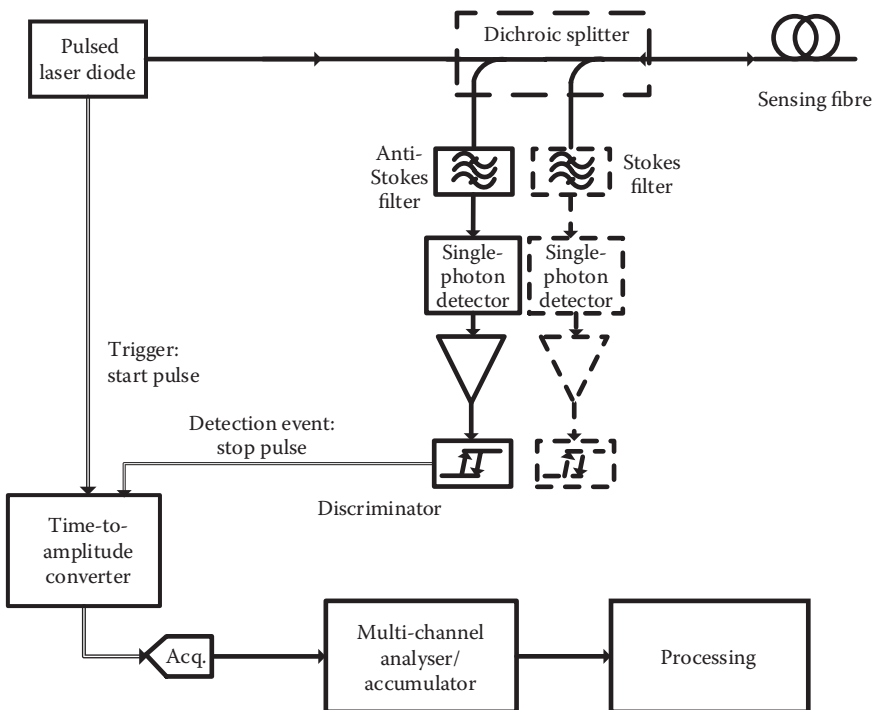 Pulsed
laser diode
Dichroic splitter
Sensing fibre
Anti-
Stokes
filter
Stokes
filter
Single-
photon
detector
Single-
photon
detector
Trigger:
start pulse
Detection event:
stop pulse
Discriminator
Time-to-
amplitude
converter
Acq.
Multi-channel
analyser/
accumulator
Processing